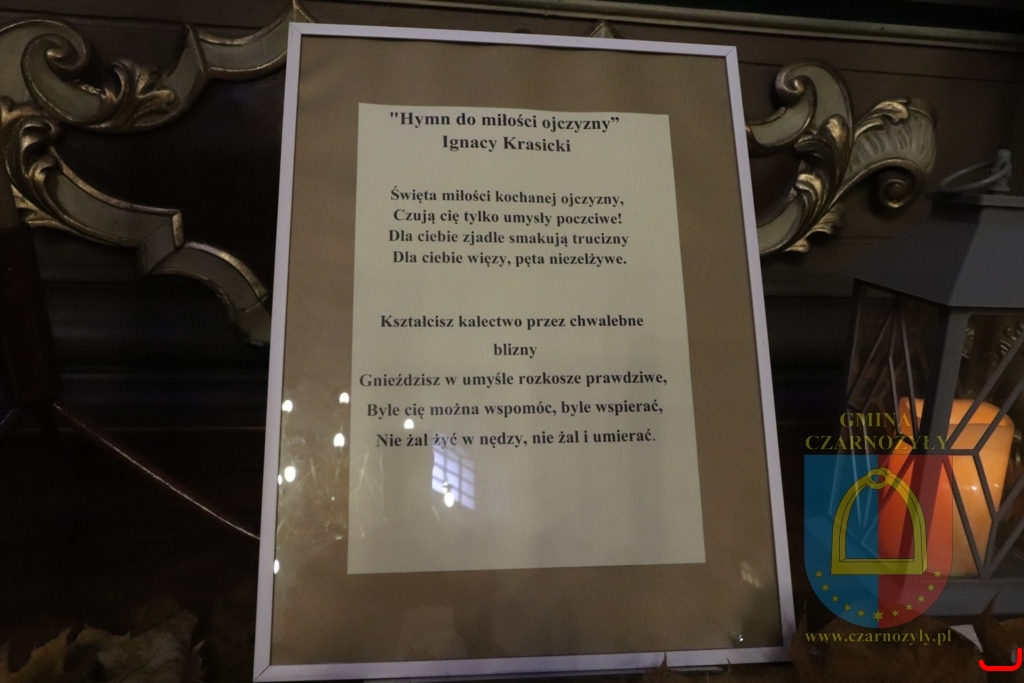 "Hymn do miłości ojczyzny”
Ignacy Krasicki
Święta miłości kochanej ojczyzny,
Czują cię tylko umysły poczciwe!
Dla ciebie zjadłe smakują trucizny
Dla ciebie więzy, pęta niezelżywe.
Kształcisz kalectwo przez chwalebne
blizny
Gnieździsz w umyśle rozkosze prawdziwe,
Byle cię można wspomóc, byle wspierać,
Nie żal żyć w nędzy, nie żal i umierać.
GMINA
CZARNOŻYŁY
www.czarnozyly.pl